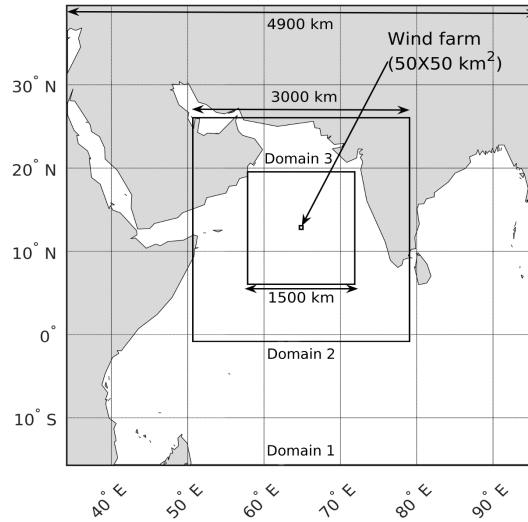 4900 km
Wind farm
(50X50 km²)
3000 km
30° N
Domain 3
20° N
10° N
1500 km
0°
Domain 2
10° S
Domain 1
40° E
50° E
60° E
70° E
80° E
90° E